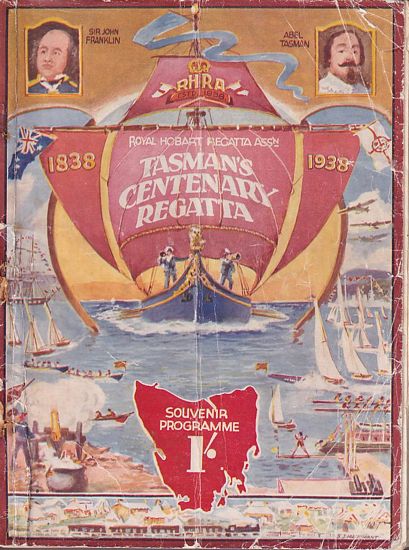 SIR JOHN
FRANKLIN
ABEL
TASMAN
R.H.R.A.
ESTD 1838
ROYAL HOBART REGATTA ASSN
1838
1938
TASMAN'S
CENTENARY
REGATTA
SOUVENIR
PROGRAMME
1/-